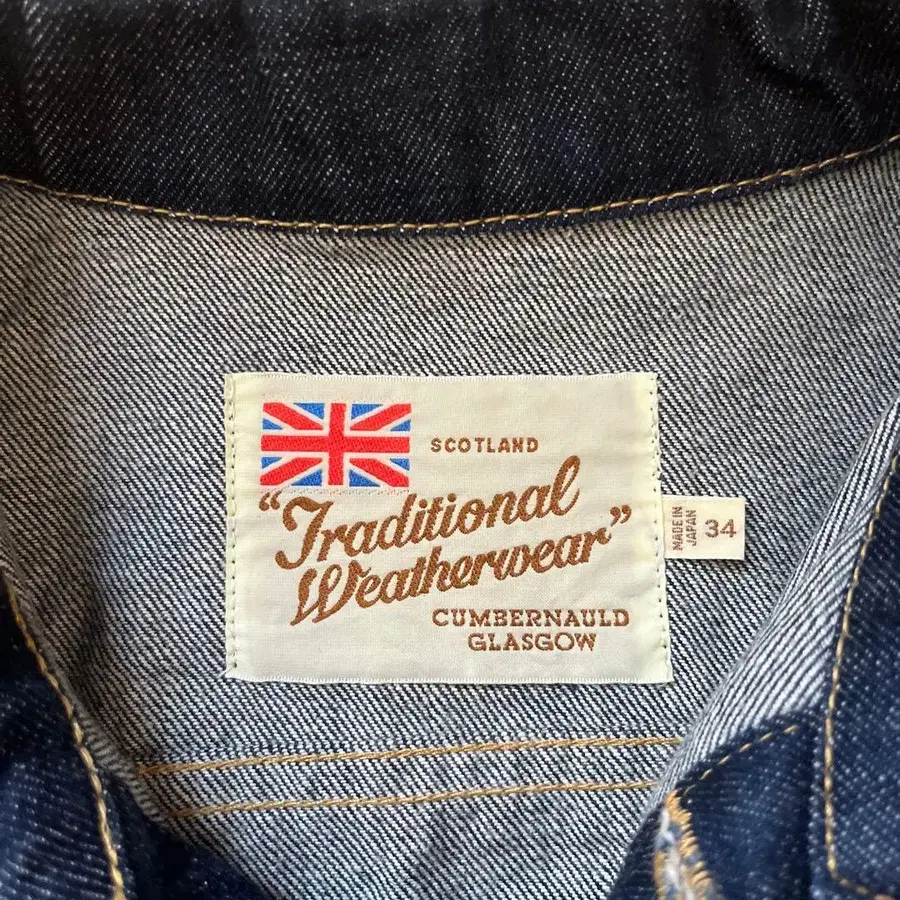 SCOTLAND
"Traditional
Weatherwear"
CUMBERNAULD
GLASGOW
MADE IN
JAPAN
34